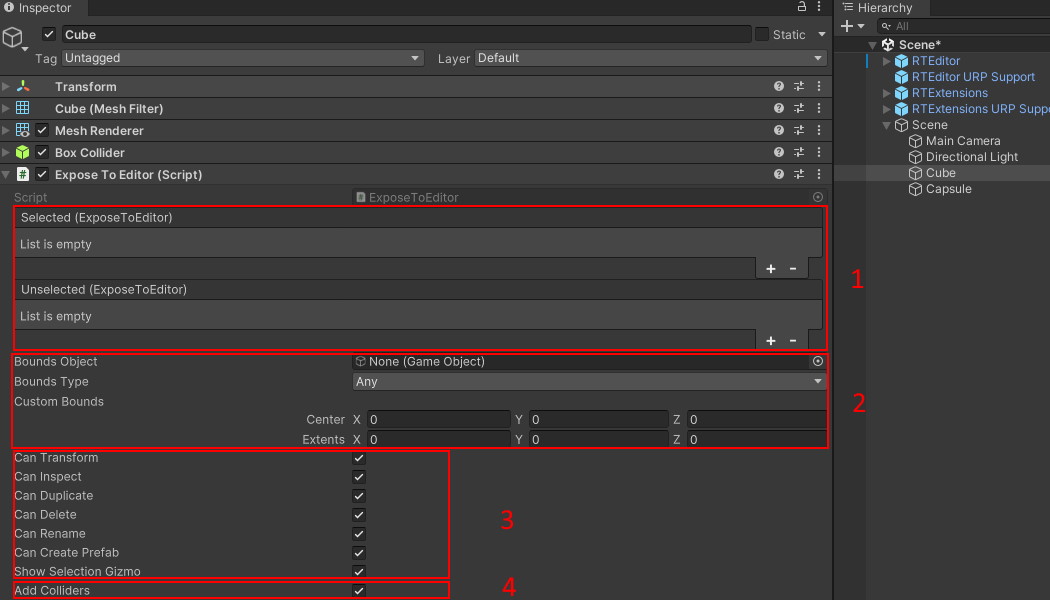 Inspector
Cube
Static
Tag Untagged Layer Default
Transform
Cube (Mesh Filter)
Mesh Renderer
Box Collider
# Expose To Editor (Script)
Script # ExposeToEditor
Selected (ExposeToEditor)
List is empty
+ -
Unselected (ExposeToEditor)
List is empty
+ -
1
Bounds Object None (Game Object)
Bounds Type Any
Custom Bounds
Center X 0 Y 0 Z 0
Extents X 0 Y 0 Z 0
2
Can Transform
Can Inspect
Can Duplicate
Can Delete
Can Rename
Can Create Prefab
Show Selection Gizmo
3
Add Colliders
4
Hierarchy
+ All
Scene*
RTEditor
RTEditor URP Support
RTExtensions
RTExtensions URP Suppo
Scene
Main Camera
Directional Light
Cube
Capsule